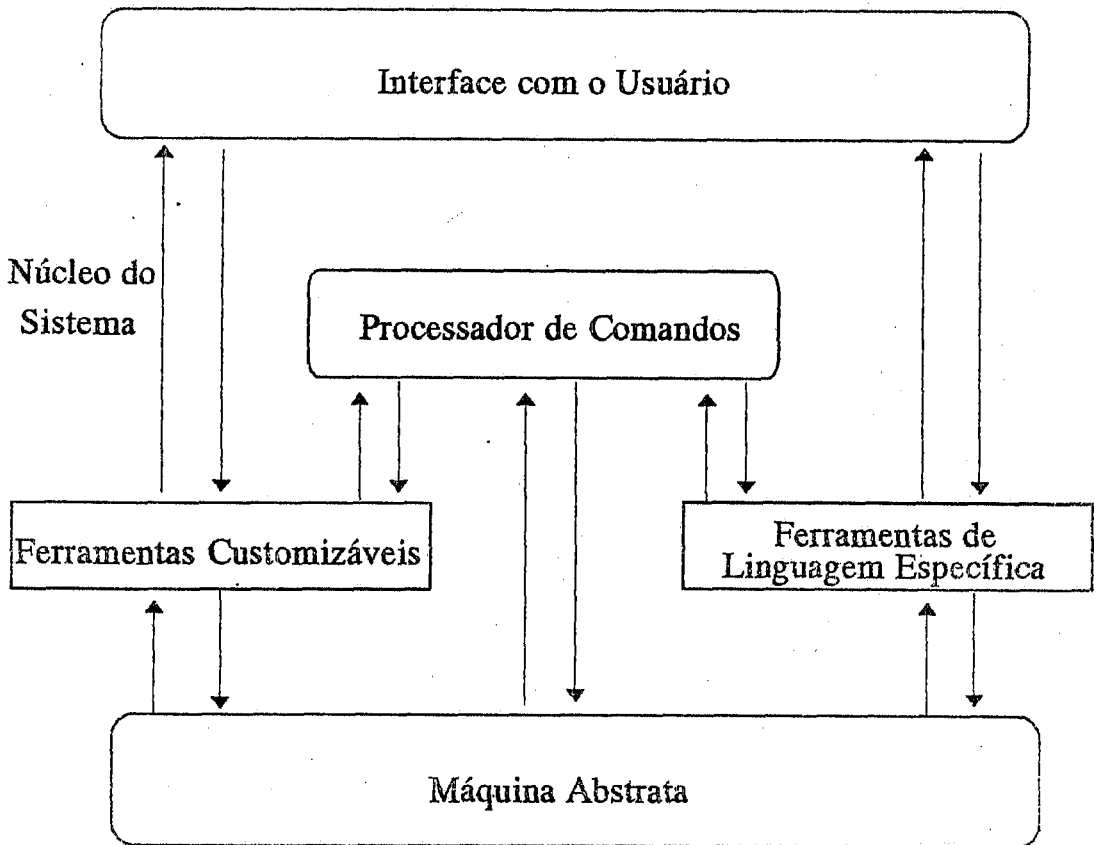 Interface com o Usuário
Núcleo do
Sistema
Processador de Comandos
Ferramentas Customizáveis
Ferramentas de
Linguagem Específica
Máquina Abstrata